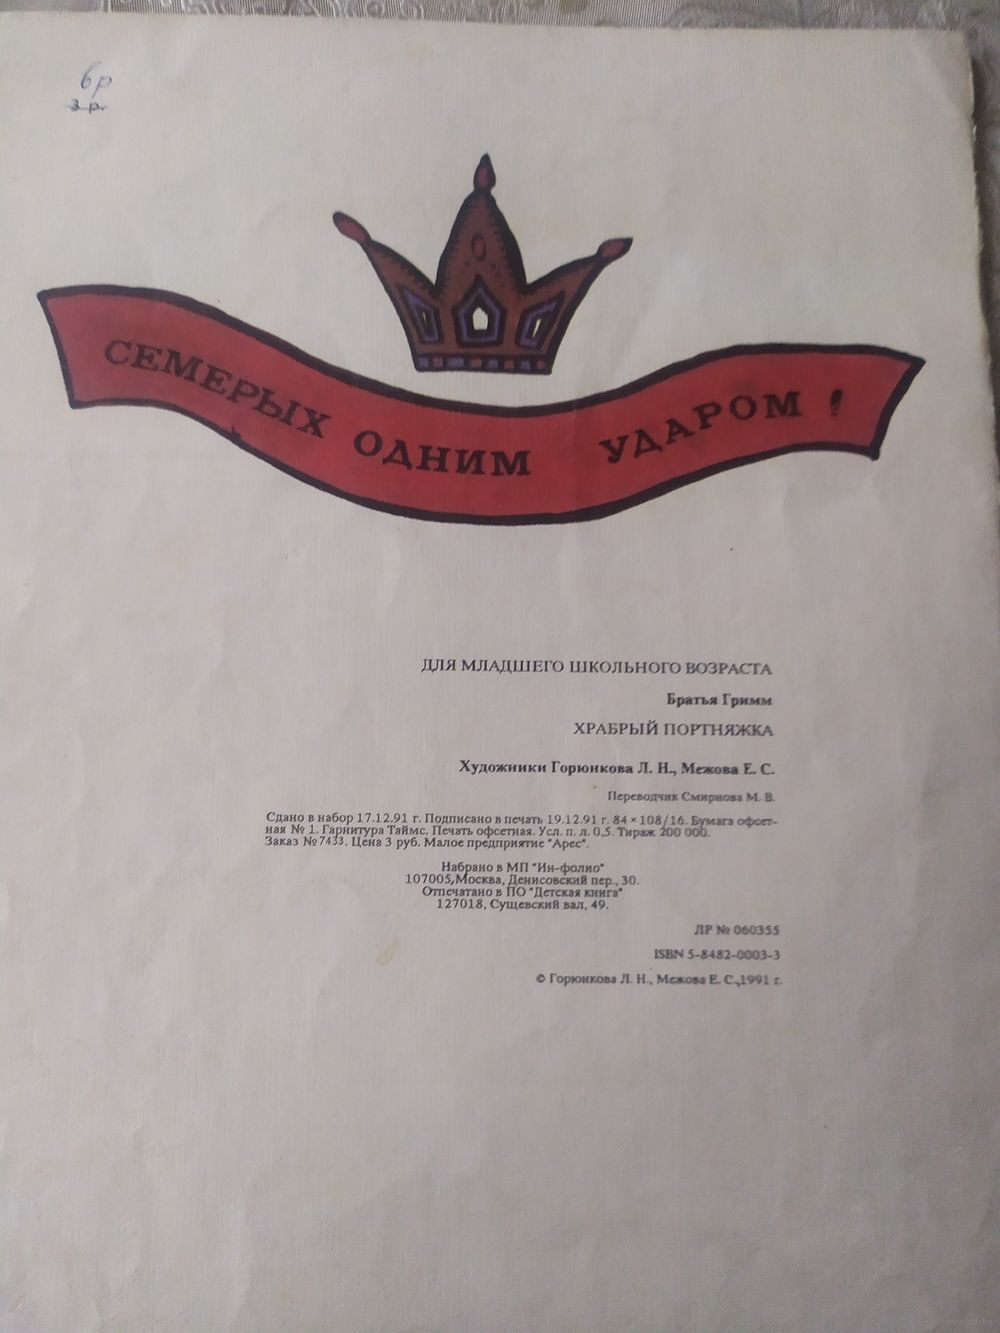 6р
3 р.
СЕМЕРЫХ ОДНИМ УДАРОМ !
ДЛЯ МЛАДШЕГО ШКОЛЬНОГО ВОЗРАСТА
Братья Гримм
ХРАБРЫЙ ПОРТНЯЖКА
Художники Горюнкова Л. Н., Межова Е. С.
Переводчик Смирнова М. В.
Сдано в набор 17.12.91 г. Подписано в печать 19.12.91 г. 84×108/16. Бумага офсет-
ная № 1. Гарнитура Таймс. Печать офсетная. Усл. п. л. 0,5. Тираж 200 000.
Заказ №7433. Цена 3 руб. Малое предприятие "Арес".
Набрано в МП "Ин-фолио"
107005, Москва, Денисовский пер., 30.
Отпечатано в ПО "Детская книга"
127018, Сущевский вал, 49.
ЛР № 060355
ISBN 5-8482-0003-3
© Горюнкова Л. Н., Межова Е. С., 1991 г.